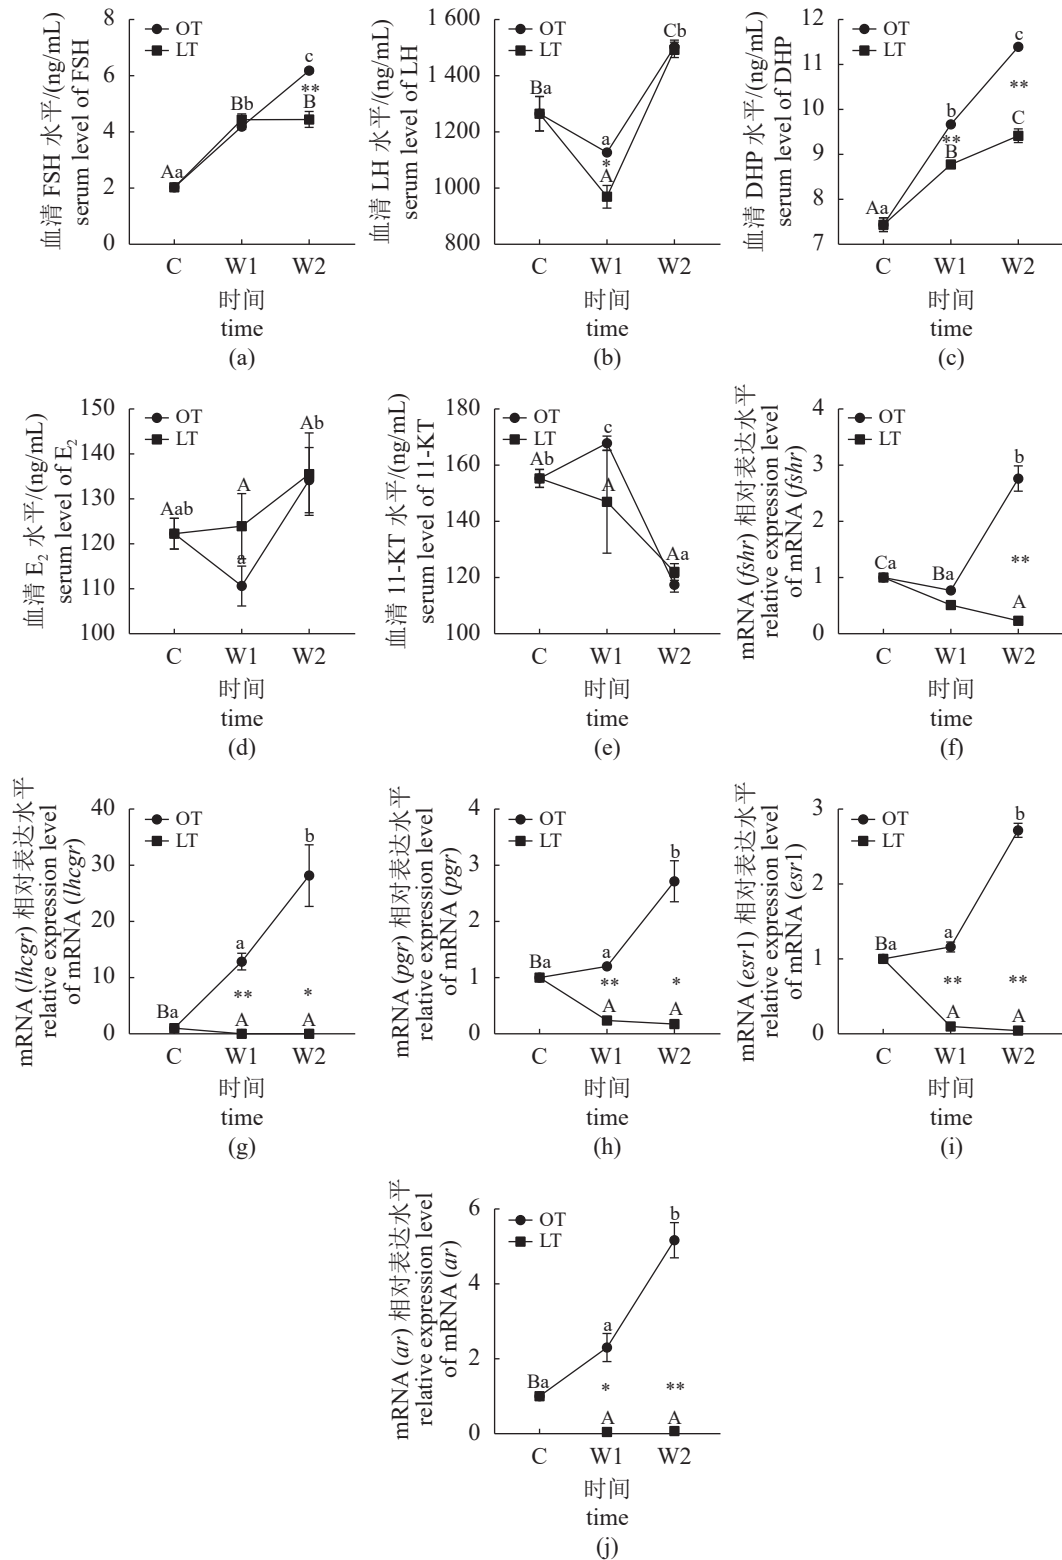 血清 FSH 水平/(ng/mL)
serum level of FSH
8
6
4
2
0
OT
LT
c
**
B
Bb
Aa
C W1 W2
时间
time
(a)
血清 LH 水平/(ng/mL)
serum level of LH
1 600
1 400
1 200
1 000
800
OT
LT
Cb
Ba
a
*
A
C W1 W2
时间
time
(b)
血清 DHP 水平/(ng/mL)
serum level of DHP
12
11
10
9
8
7
OT
LT
c
**
b
C
**
B
Aa
C W1 W2
时间
time
(c)
血清 E₂ 水平/(ng/mL)
serum level of E₂
150
140
130
120
110
100
OT
LT
Ab
A
Aab
a
C W1 W2
时间
time
(d)
血清 11-KT 水平/(ng/mL)
serum level of 11-KT
180
160
140
120
100
OT
LT
c
Ab
A
Aa
C W1 W2
时间
time
(e)
mRNA (fshr) 相对表达水平
relative expression level
of mRNA (fshr)
4
3
2
1
0
OT
LT
b
**
Ca
Ba
A
C W1 W2
时间
time
(f)
mRNA (lhcgr) 相对表达水平
relative expression level
of mRNA (lhcgr)
40
30
20
10
0
OT
LT
b
a
** *
Ba
A A
C W1 W2
时间
time
(g)
mRNA (pgr) 相对表达水平
relative expression level
of mRNA (pgr)
4
3
2
1
0
OT
LT
b
Ba
a
** *
A A
C W1 W2
时间
time
(h)
mRNA (esr1) 相对表达水平
relative expression level
of mRNA (esr1)
3
2
1
0
OT
LT
b
Ba
a
** **
A A
C W1 W2
时间
time
(i)
mRNA (ar) 相对表达水平
relative expression level
of mRNA (ar)
6
4
2
0
OT
LT
b
a
Ba
* **
A A
C W1 W2
时间
time
(j)